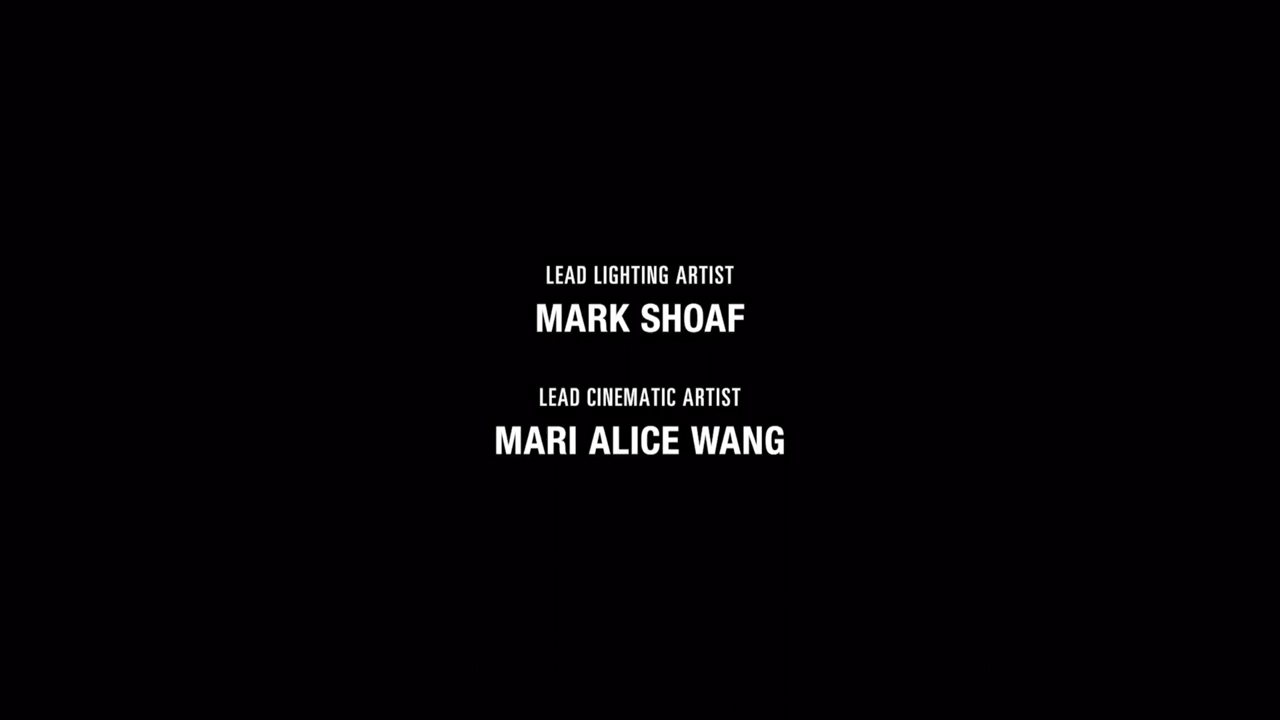 LEAD LIGHTING ARTIST
MARK SHOAF
LEAD CINEMATIC ARTIST
MARI ALICE WANG